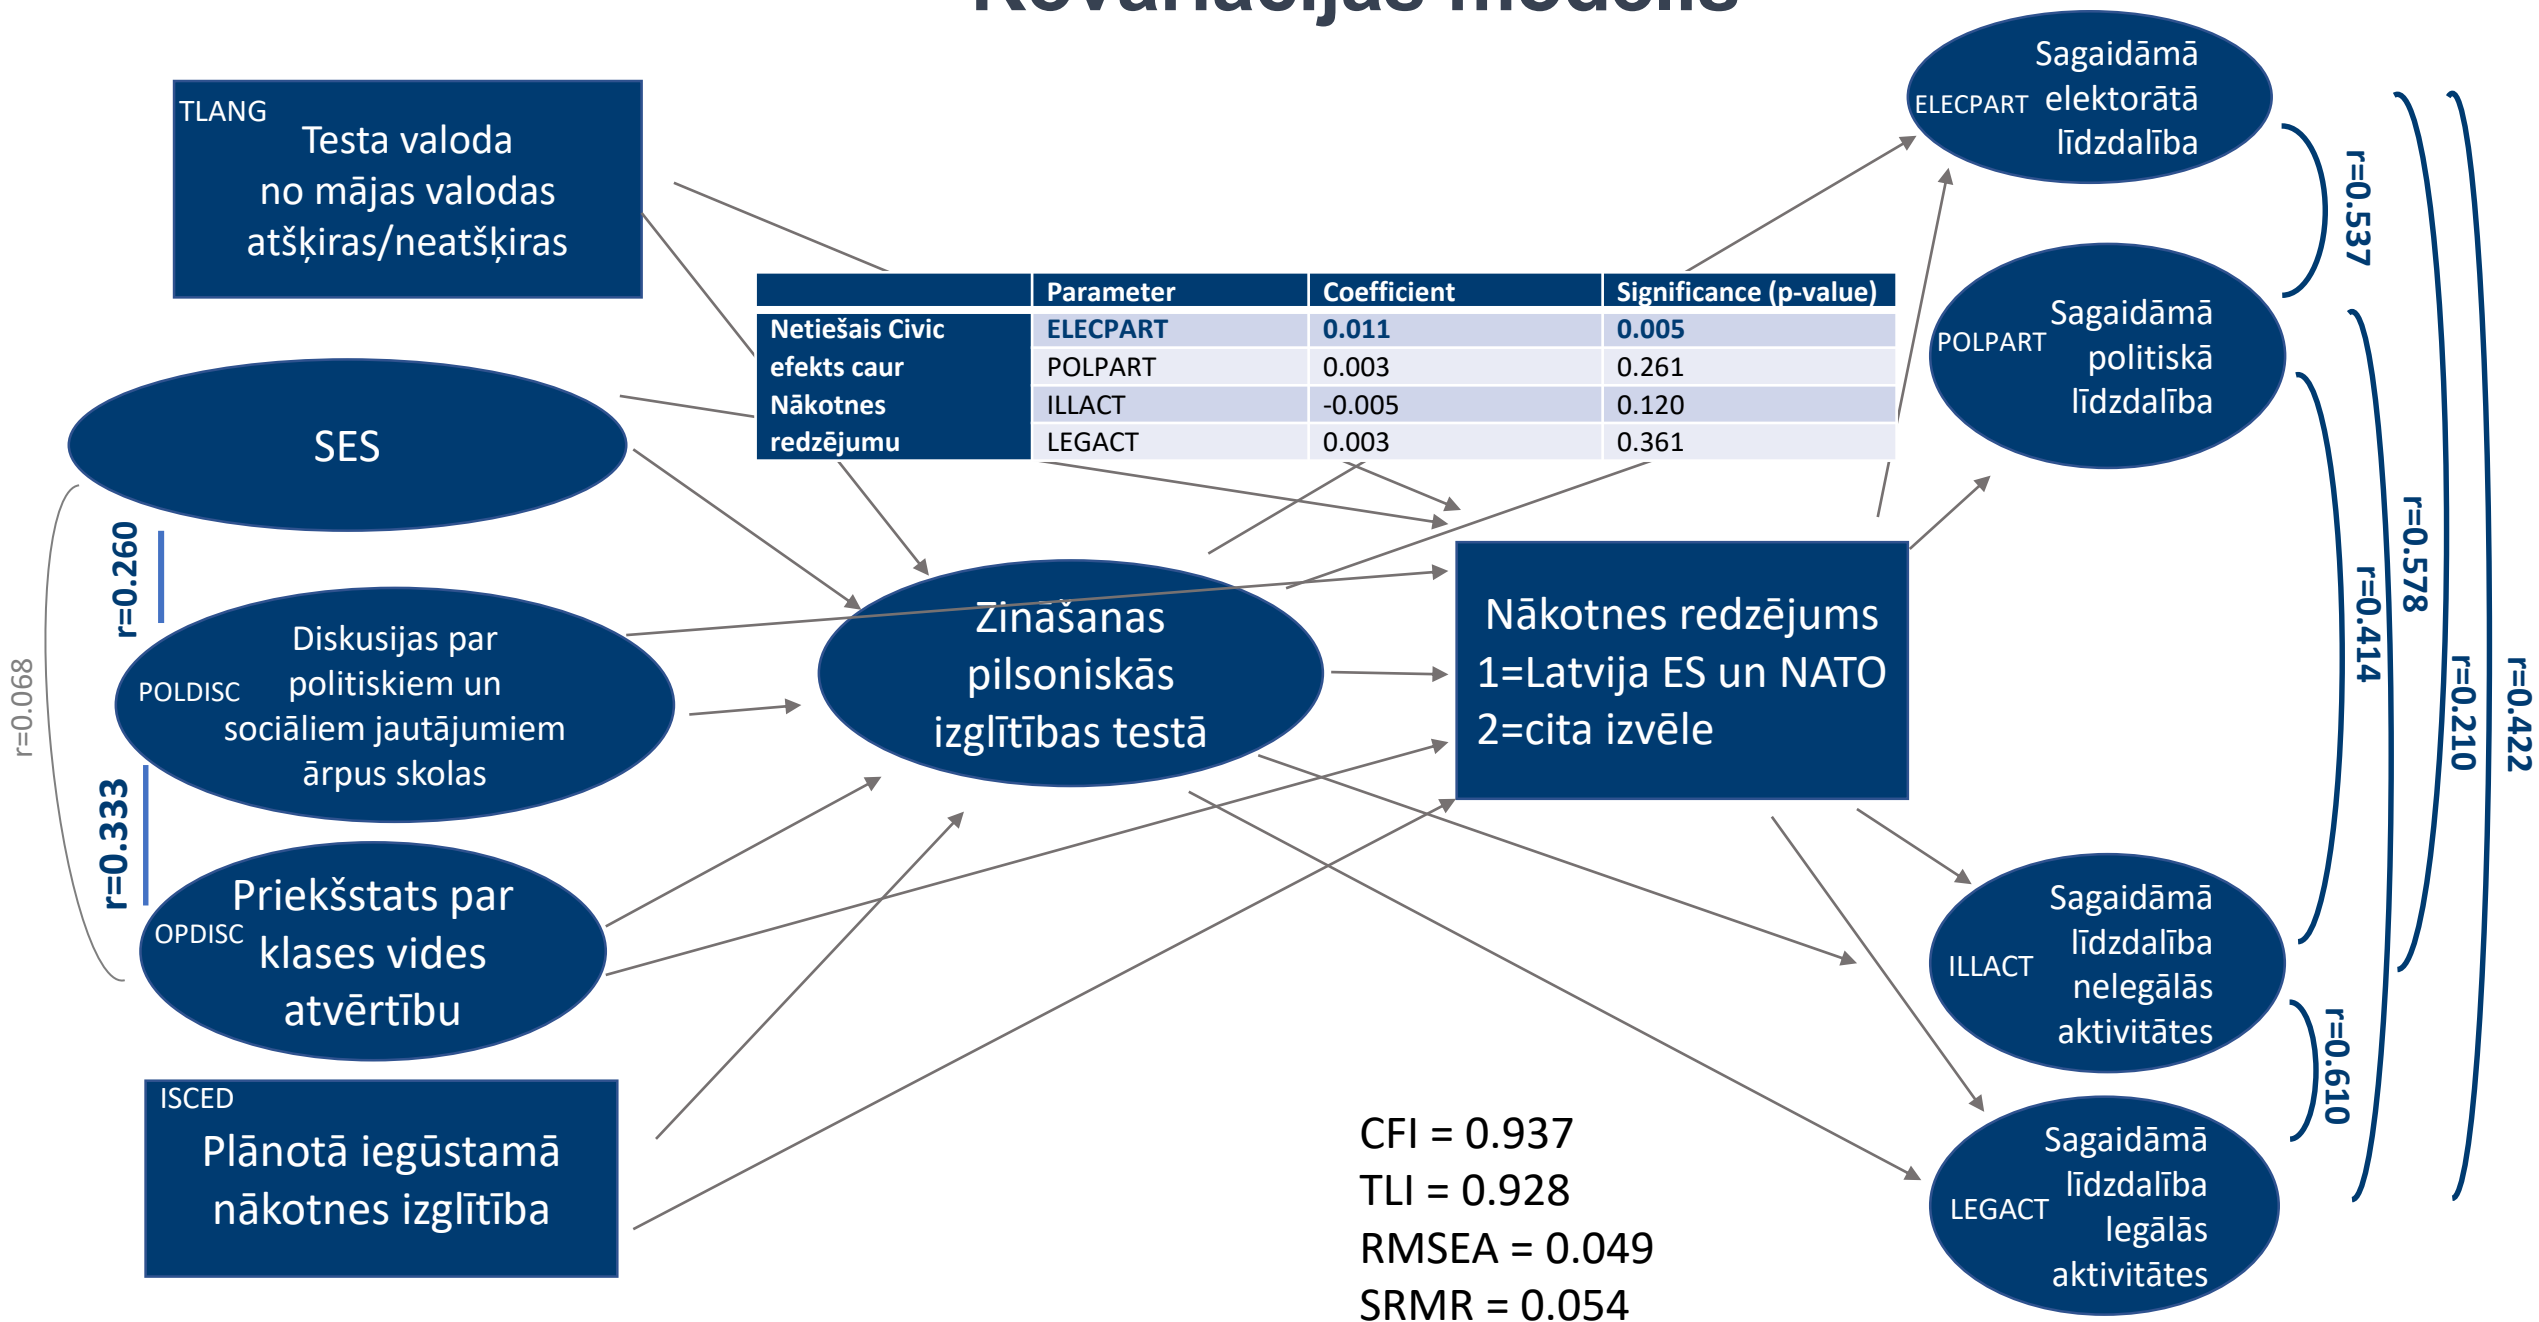 Kovariācijas modelis
TLANG
Testa valoda
no mājas valodas
atšķiras/neatšķiras
SES
r=0.260
r=0.068
POLDISC
Diskusijas par
politiskiem un
sociāliem jautājumiem
ārpus skolas
r=0.333
OPDISC
Priekšstats par
klases vides
atvērtību
ISCED
Plānotā iegūstamā
nākotnes izglītība
Parameter Coefficient Significance (p-value)
Netiešais Civic ELECPART 0.011 0.005
efekts caur POLPART 0.003 0.261
Nākotnes ILLACT -0.005 0.120
redzējumu LEGACT 0.003 0.361
Zināšanas
pilsoniskās
izglītības testā
Nākotnes redzējums
1=Latvija ES un NATO
2=cita izvēle
CFI = 0.937
TLI = 0.928
RMSEA = 0.049
SRMR = 0.054
ELECPART
Sagaidāmā
elektorātā
līdzdalība
POLPART
Sagaidāmā
politiskā
līdzdalība
ILLACT
Sagaidāmā
līdzdalība
nelegālās
aktivitātes
LEGACT
Sagaidāmā
līdzdalība
legālās
aktivitātes
r=0.537
r=0.414
r=0.578
r=0.210
r=0.422
r=0.610